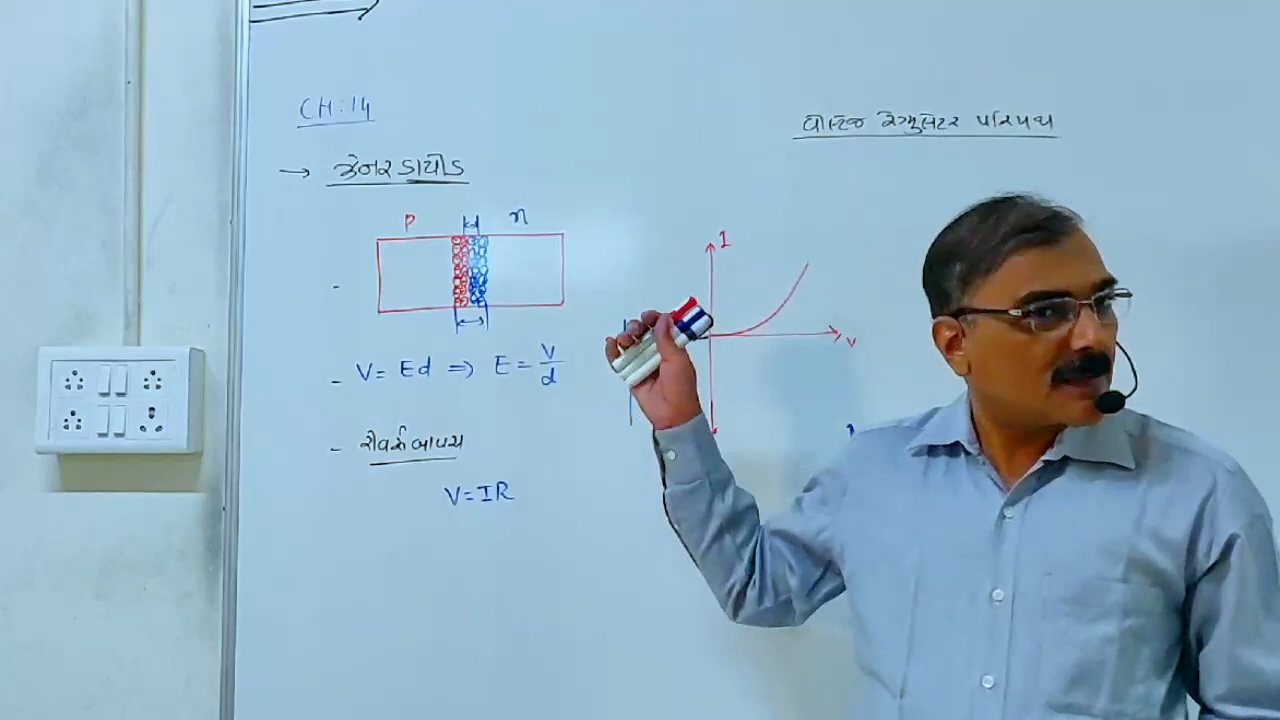 CH:14
વોલ્ટેજ રેગ્યુલેટર પરિપથ
→ ઝેનર ડાયોડ
P d n
I
V
- V = Ed ⇒ E = V/d
- રીવર્સ બાયસ
V = IR